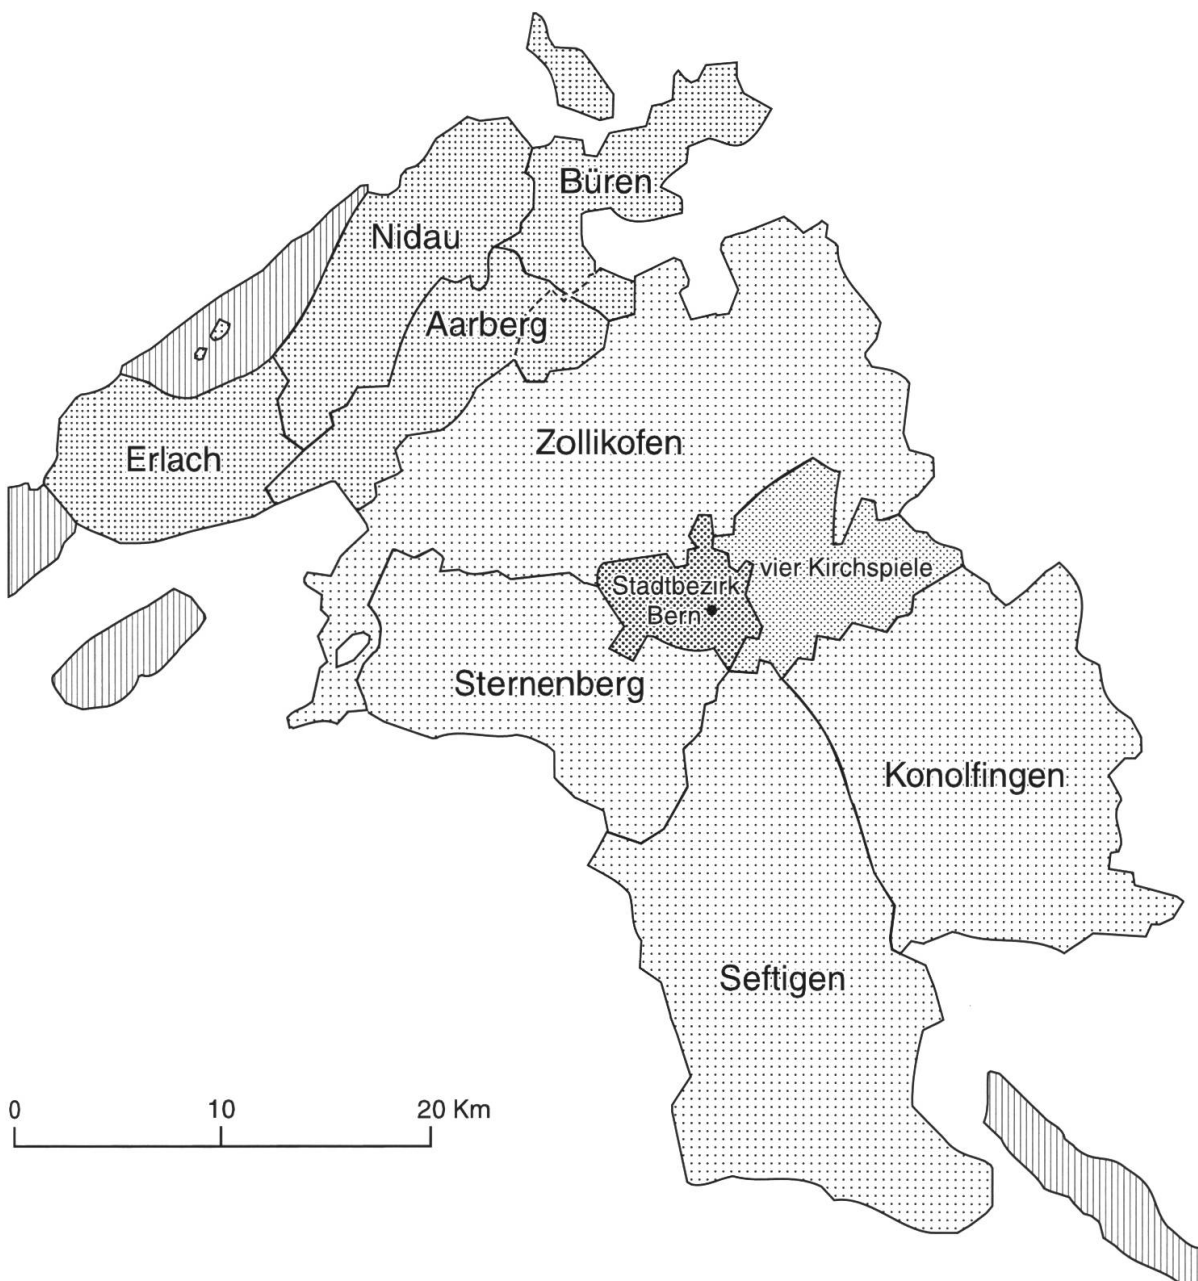 Büren
Nidau
Aarberg
Zollikofen
Erlach
vier Kirchspiele
Stadtbezirk
Bern
Sternenberg
Konolfingen
Seftigen
0 10 20 Km